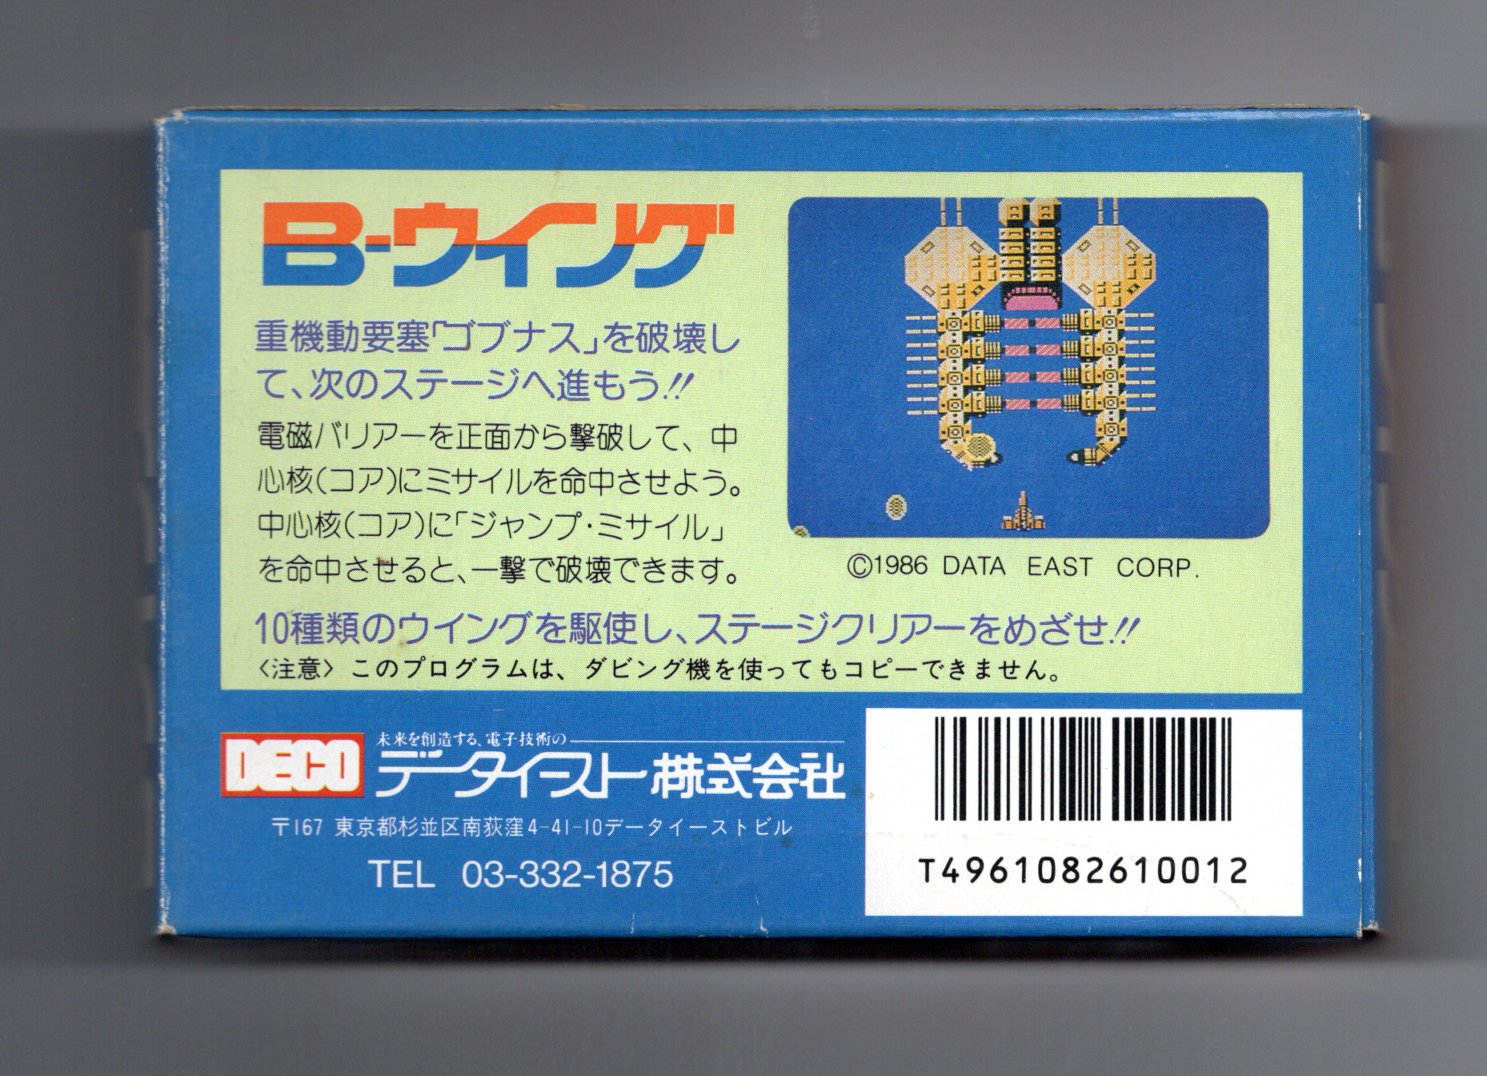 B-ウイング
重機動要塞「ゴブナス」を破壊し
て、次のステージへ進もう!!
電磁バリアーを正面から撃破して、中
心核(コア)にミサイルを命中させよう。
中心核(コア)に「ジャンプ・ミサイル」
を命中させると、一撃で破壊できます。
©1986 DATA EAST CORP.
10種類のウイングを駆使し、ステージクリアーをめざせ!!
〈注意〉このプログラムは、ダビング機を使ってもコピーできません。
DECO
未来を創造する、電子技術の
データイースト株式会社
〒167 東京都杉並区南荻窪4-41-10データイーストビル
TEL 03-332-1875
T4961082610012